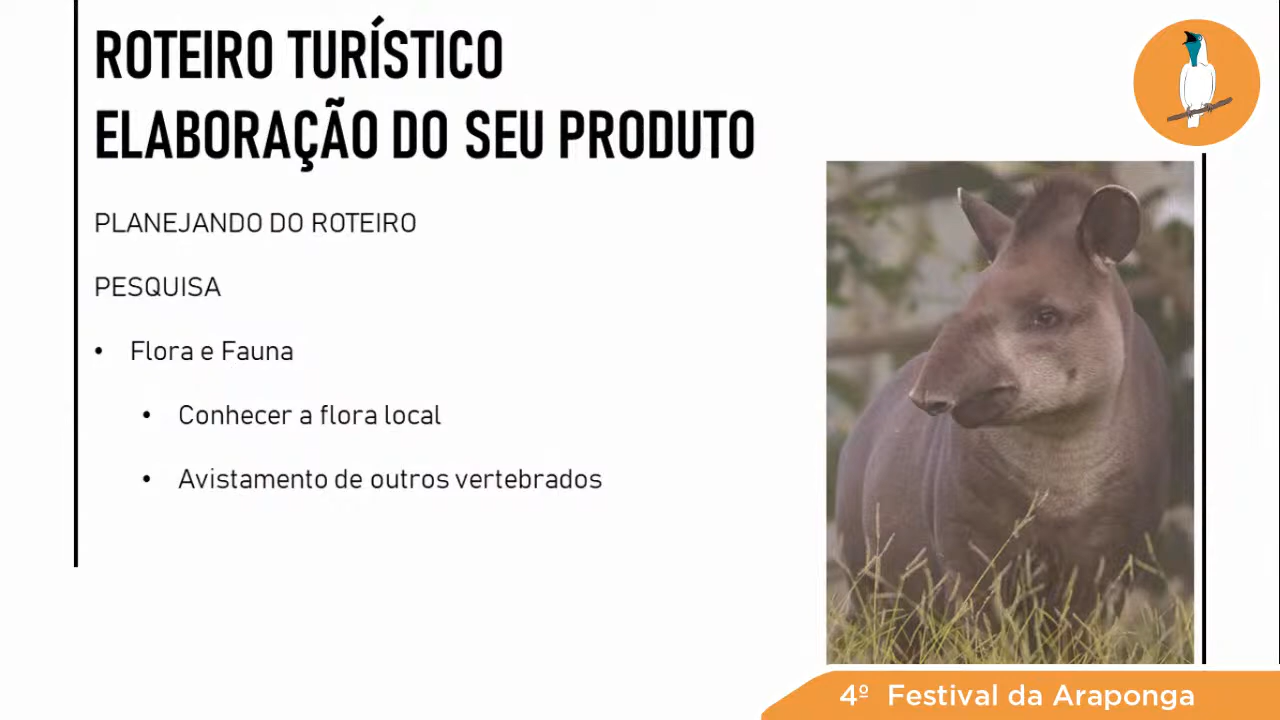 ROTEIRO TURÍSTICO
ELABORAÇÃO DO SEU PRODUTO
PLANEJANDO DO ROTEIRO
PESQUISA
• Flora e Fauna
• Conhecer a flora local
• Avistamento de outros vertebrados
4º Festival da Araponga